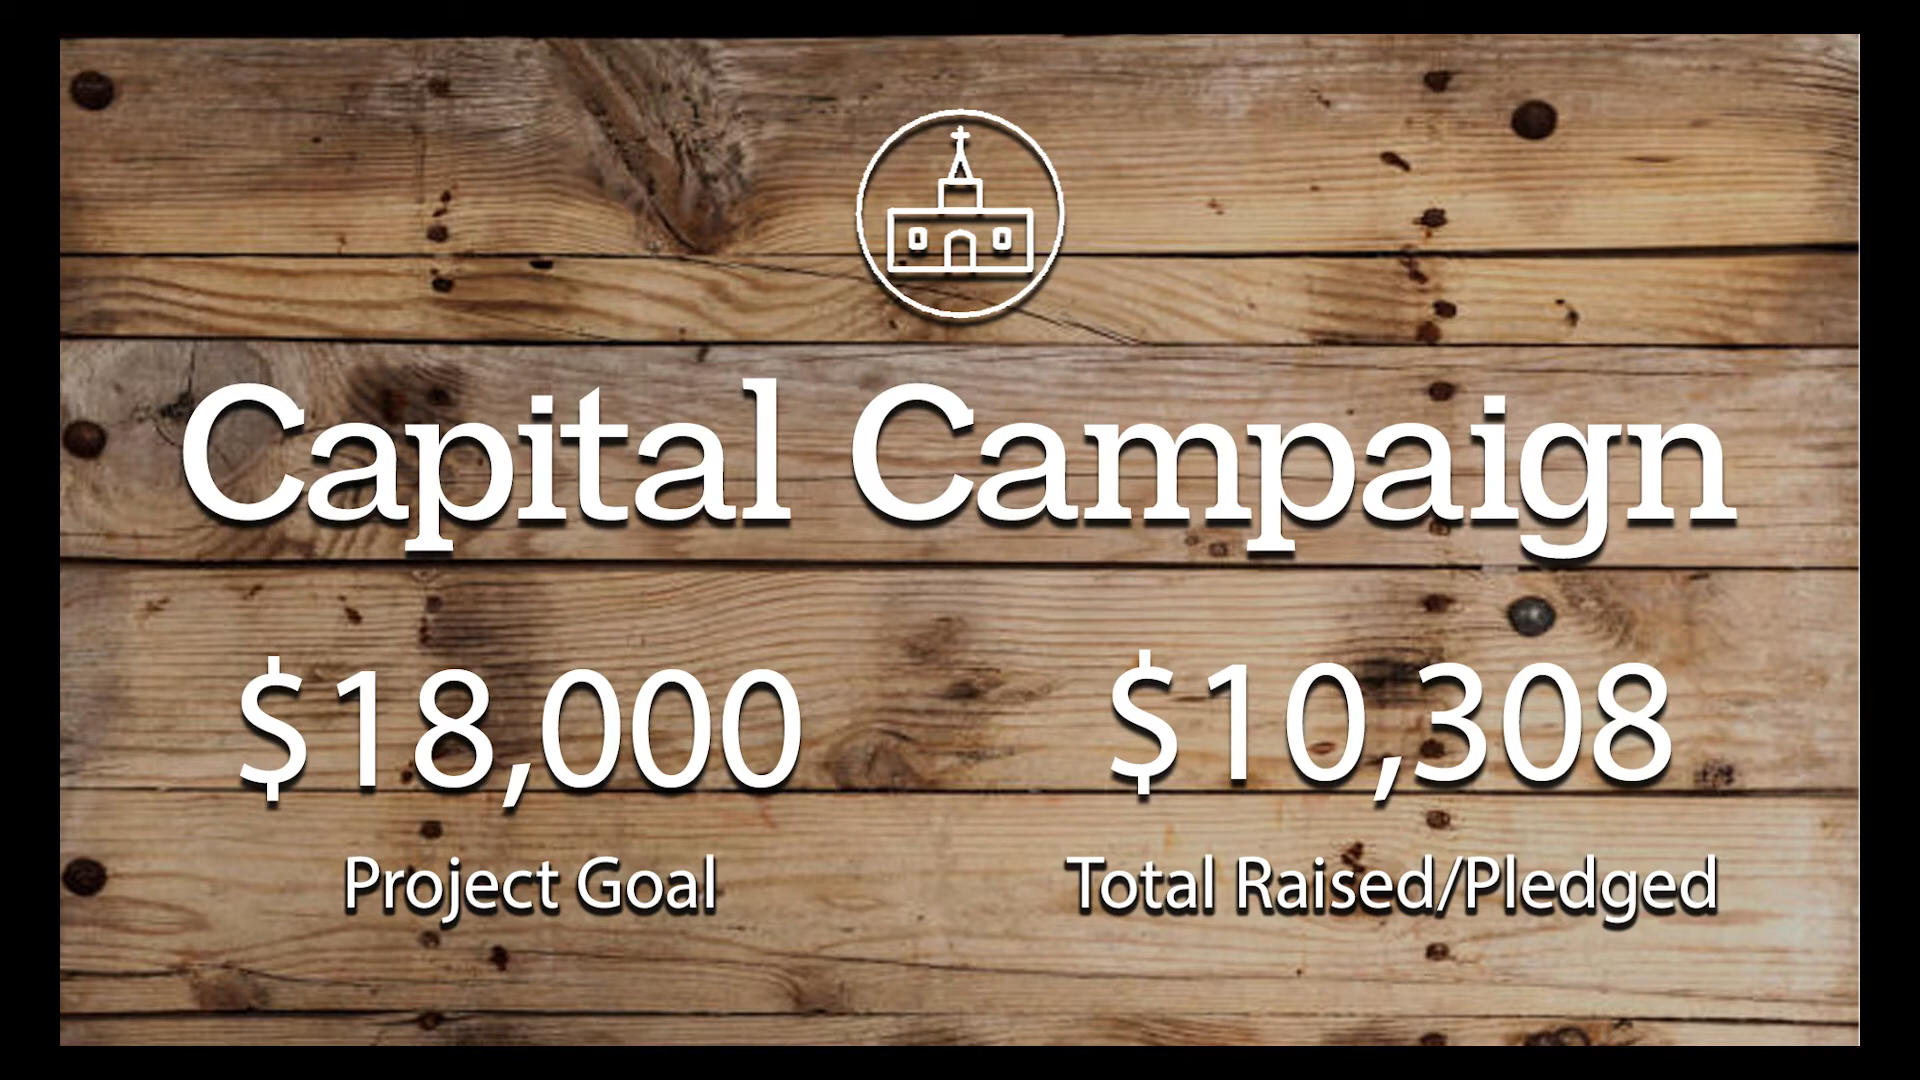 Capital Campaign
$18,000
$10,308
Project Goal
Total Raised/Pledged